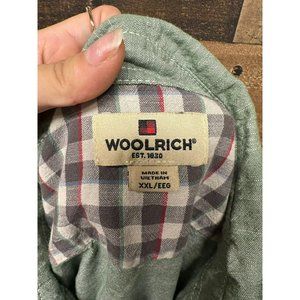 WOOLRICH®
EST. 1830
MADE IN
VIETNAM
XXL/EEG